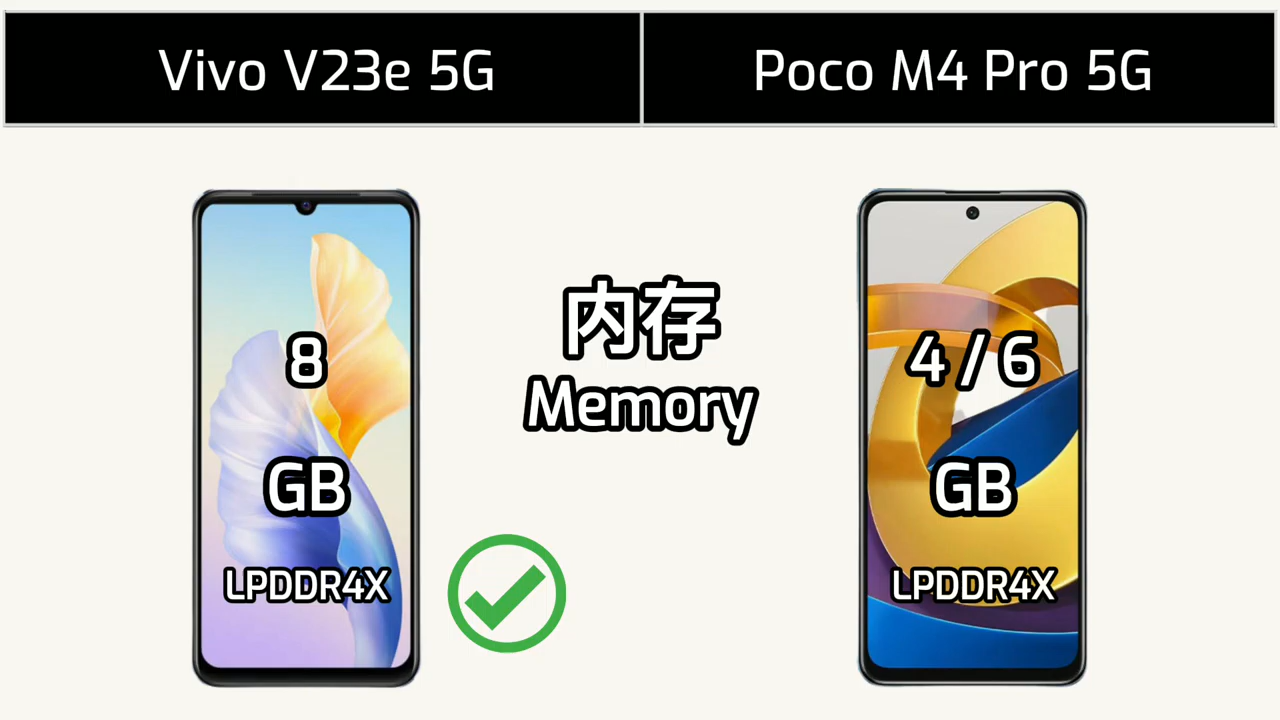 Vivo V23e 5G
Poco M4 Pro 5G
8
GB
LPDDR4X
内存
Memory
4 / 6
GB
LPDDR4X